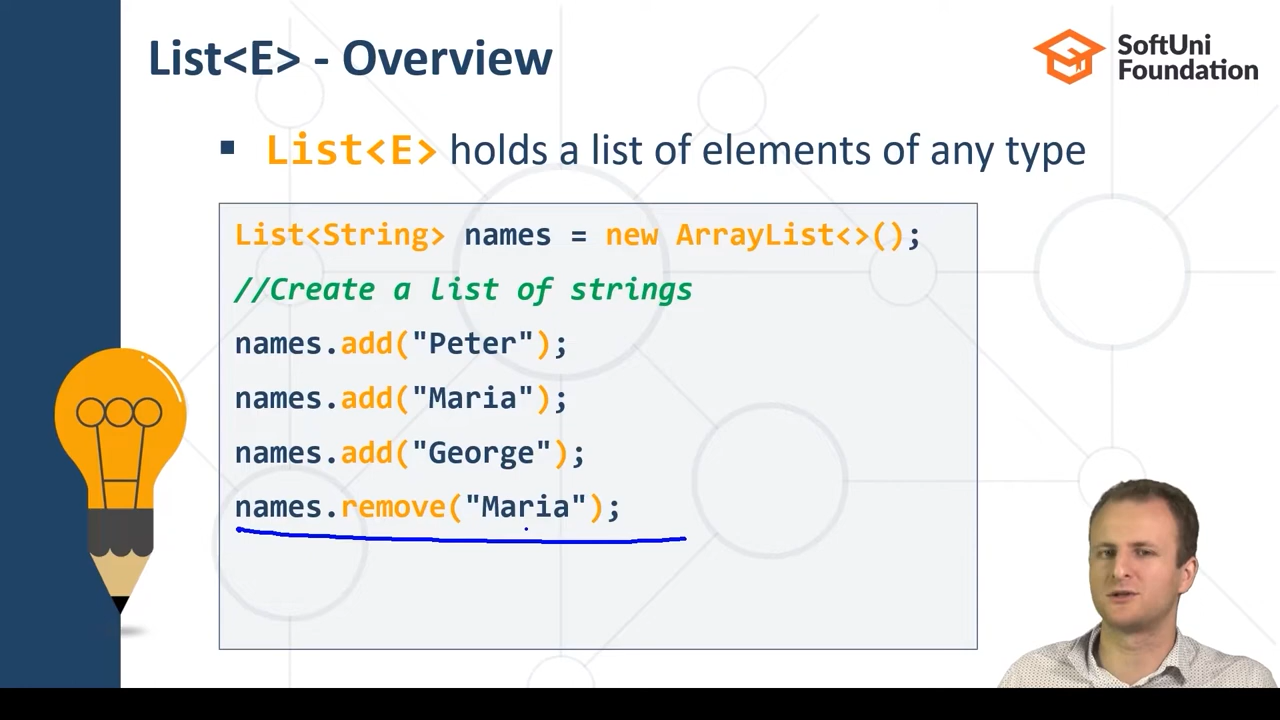 List<E> - Overview
SoftUni
Foundation
▪ List<E> holds a list of elements of any type
List<String> names = new ArrayList<>();
//Create a list of strings
names.add("Peter");
names.add("Maria");
names.add("George");
names.remove("Maria");